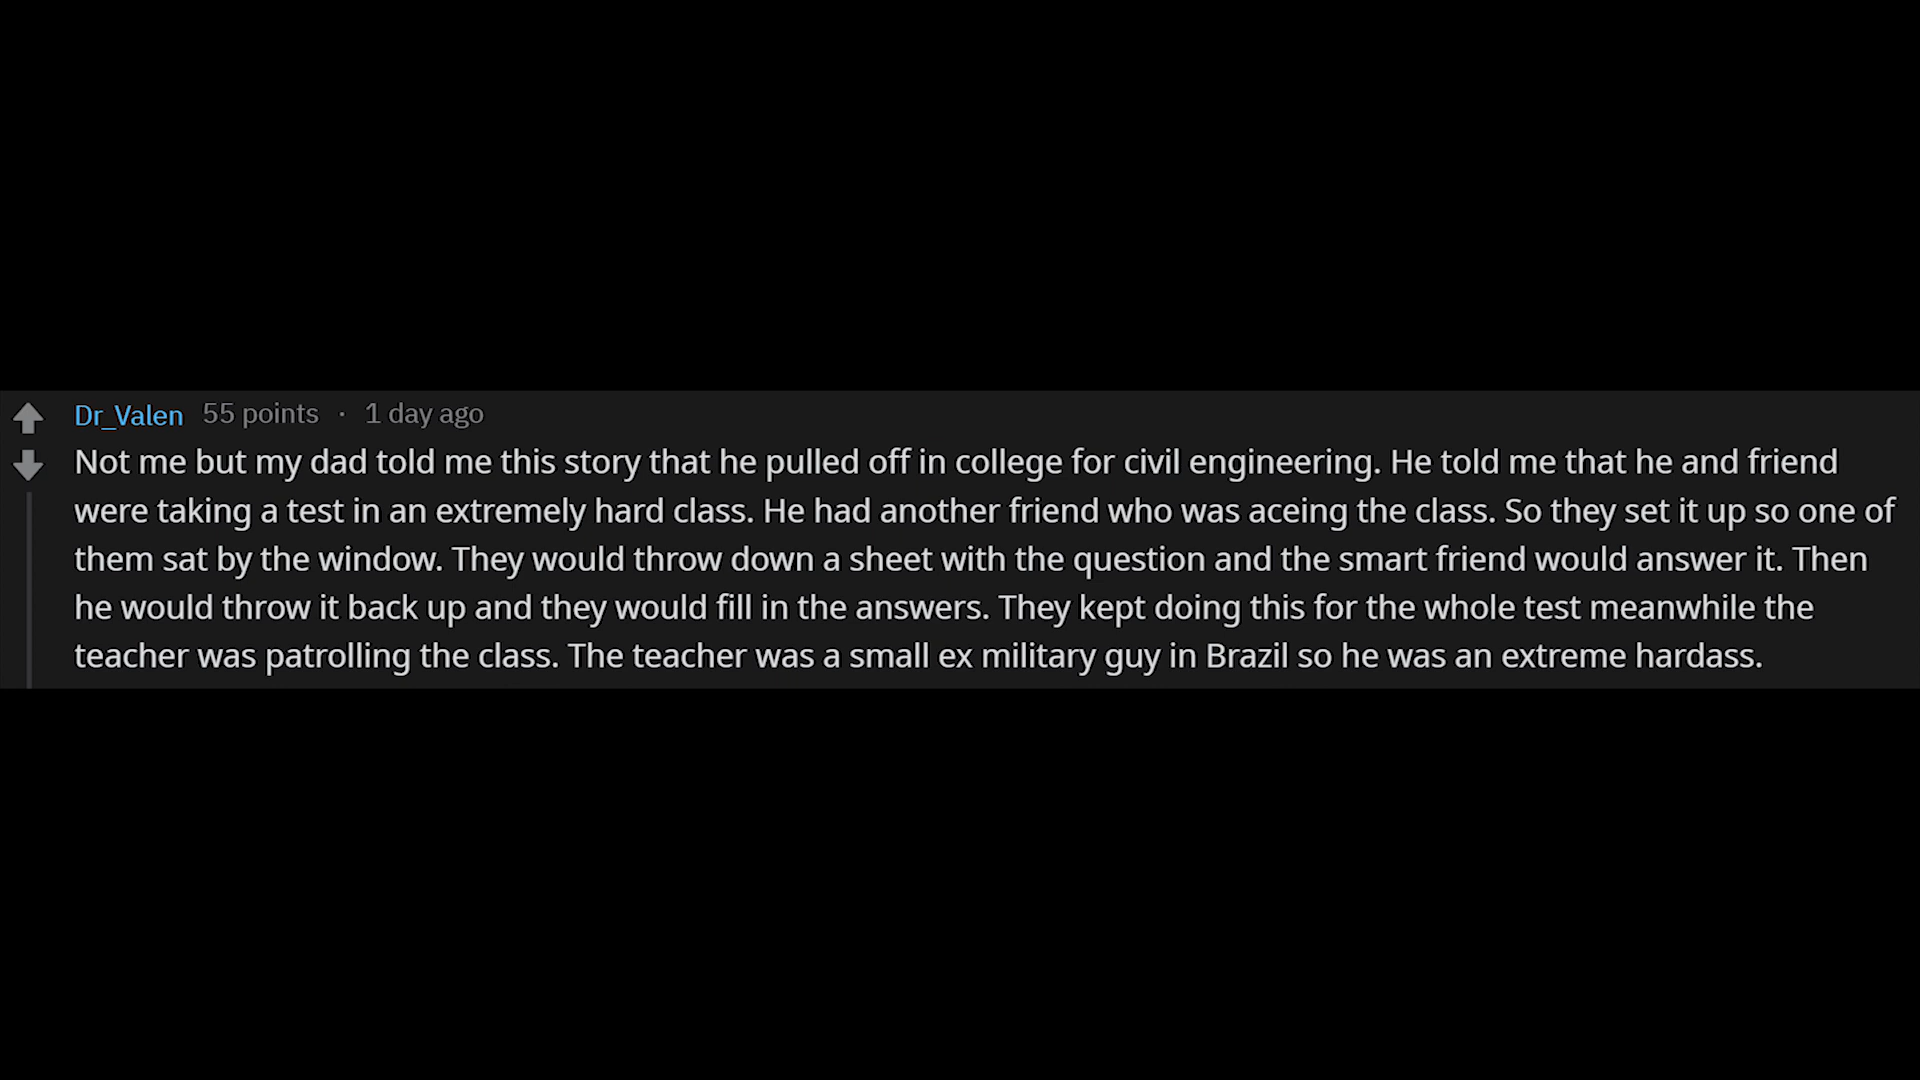 Dr_Valen 55 points · 1 day ago
Not me but my dad told me this story that he pulled off in college for civil engineering. He told me that he and friend
were taking a test in an extremely hard class. He had another friend who was aceing the class. So they set it up so one of
them sat by the window. They would throw down a sheet with the question and the smart friend would answer it. Then
he would throw it back up and they would fill in the answers. They kept doing this for the whole test meanwhile the
teacher was patrolling the class. The teacher was a small ex military guy in Brazil so he was an extreme hardass.